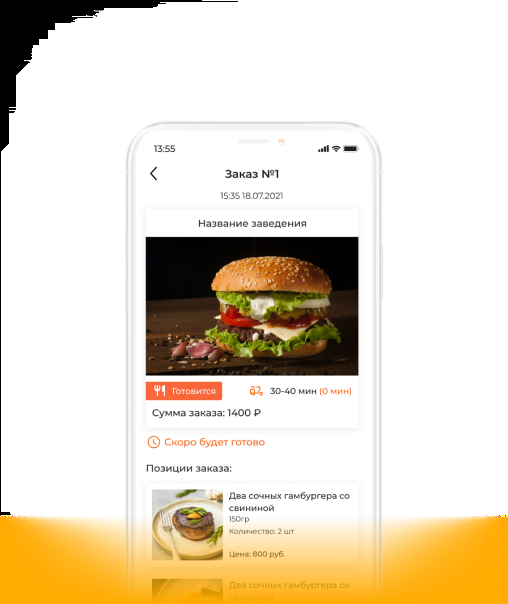 13:55
Заказ №1
15:35 18.07.2021
Название заведения
Готовится
30-40 мин (0 мин)
Сумма заказа: 1400 ₽
Скоро будет готово
Позиции заказа:
Два сочных гамбургера со
свининой
150гр
Количество: 2 шт
Цена: 800 руб.
Два сочных гамбургера со
свининой